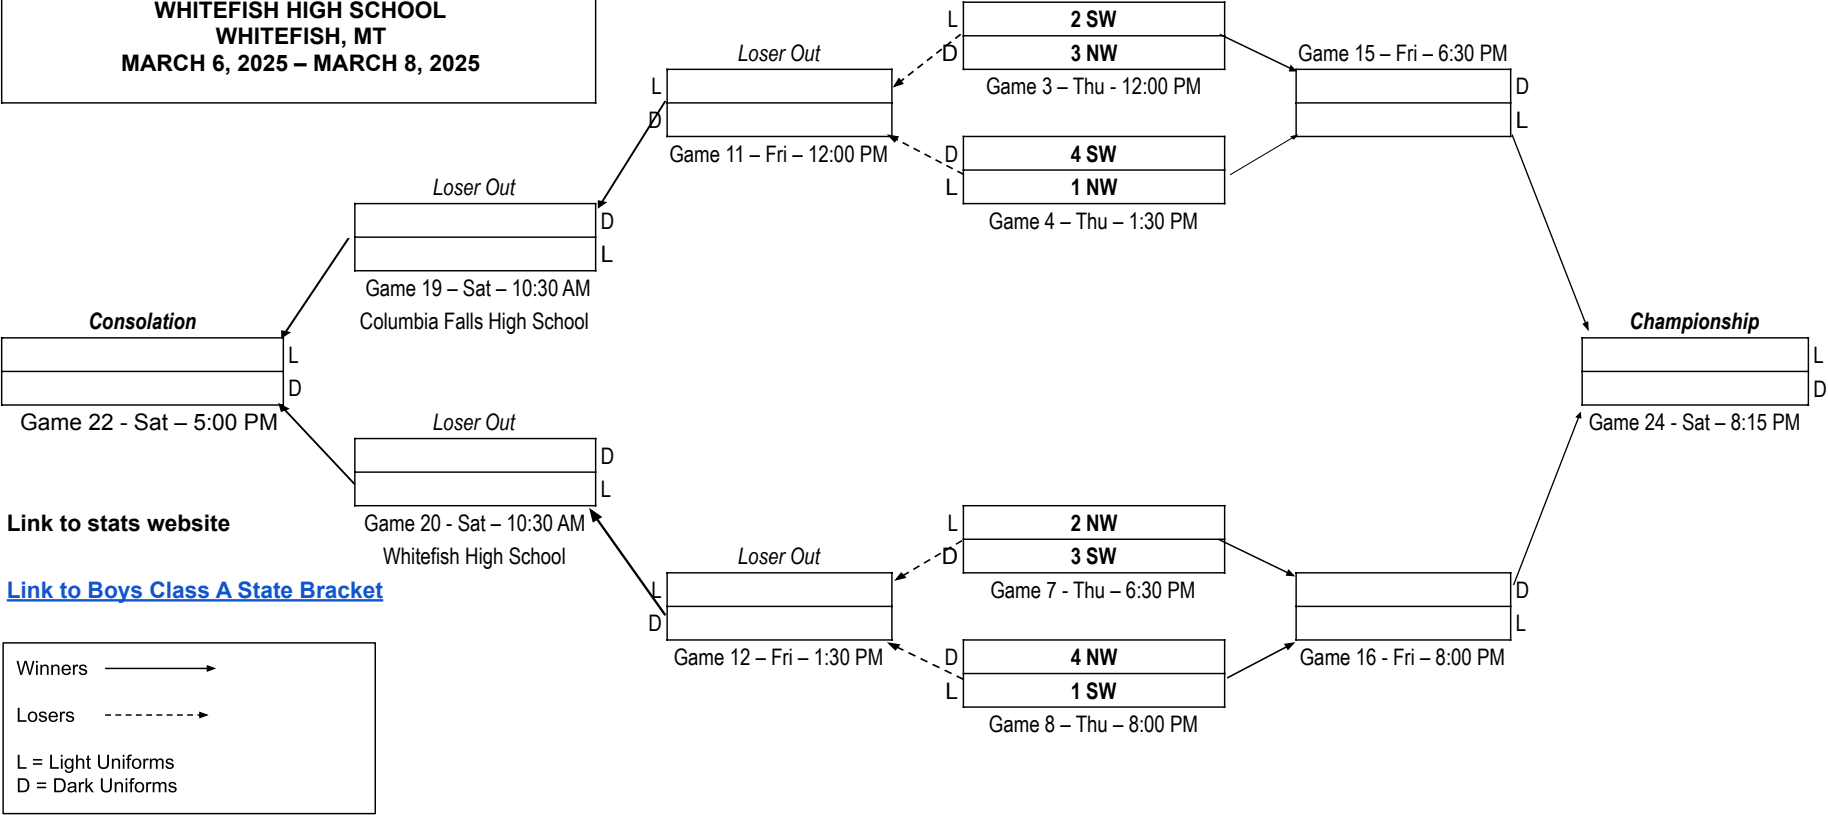 WHITEFISH HIGH SCHOOL
WHITEFISH, MT
MARCH 6, 2025 – MARCH 8, 2025
Loser Out
L
D
Game 11 – Fri – 12:00 PM
L
2 SW
D
3 NW
Game 3 – Thu - 12:00 PM
D
4 SW
L
1 NW
Game 4 – Thu – 1:30 PM
Game 15 – Fri – 6:30 PM
D
L
Loser Out
D
L
Game 19 – Sat – 10:30 AM
Columbia Falls High School
Consolation
L
D
Game 22 - Sat – 5:00 PM
Championship
L
D
Game 24 - Sat – 8:15 PM
Loser Out
D
L
Game 20 - Sat – 10:30 AM
Whitefish High School
Loser Out
L
D
Game 12 – Fri – 1:30 PM
L
2 NW
D
3 SW
Game 7 - Thu – 6:30 PM
D
4 NW
L
1 SW
Game 8 – Thu – 8:00 PM
D
L
Game 16 - Fri – 8:00 PM
Link to stats website
Link to Boys Class A State Bracket
Winners
Losers
L = Light Uniforms
D = Dark Uniforms